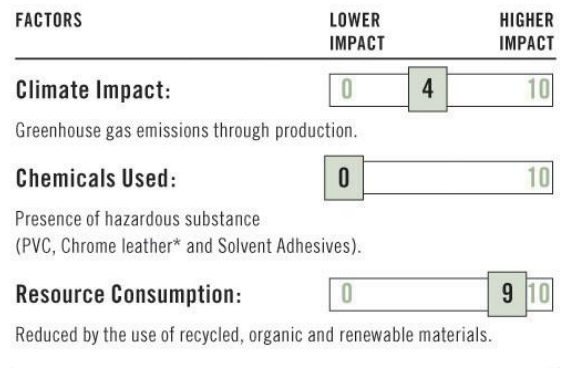 FACTORS LOWER IMPACT HIGHER IMPACT
Climate Impact: 0 4 10
Greenhouse gas emissions through production.
Chemicals Used: 0 10
Presence of hazardous substance
(PVC, Chrome leather* and Solvent Adhesives).
Resource Consumption: 0 9 10
Reduced by the use of recycled, organic and renewable materials.